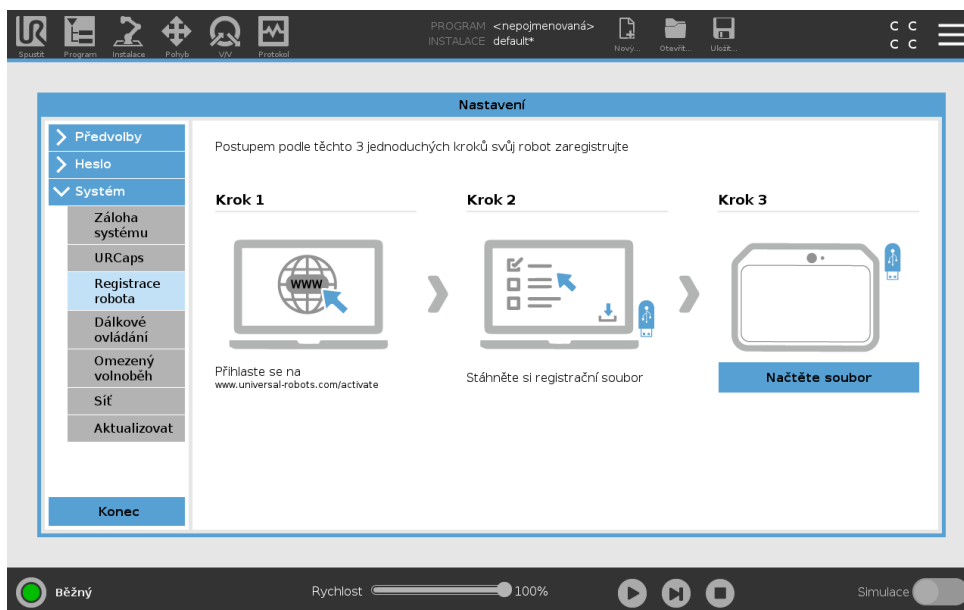 PROGRAM <nepojmenovaná>
INSTALACE default*
Spustit Program Instalace Pohyb V/V Protokol Nový... Otevřít... Uložit...
C C
C C
Nastavení
Předvolby
Heslo
Systém
Záloha
systému
URCaps
Registrace
robota
Dálkové
ovládání
Omezený
volnoběh
Síť
Aktualizovat
Konec
Postupem podle těchto 3 jednoduchých kroků svůj robot zaregistrujte
Krok 1
WWW
Přihlaste se na
www.universal-robots.com/activate
Krok 2
Stáhněte si registrační soubor
Krok 3
Načtěte soubor
Běžný
Rychlost 100%
Simulace